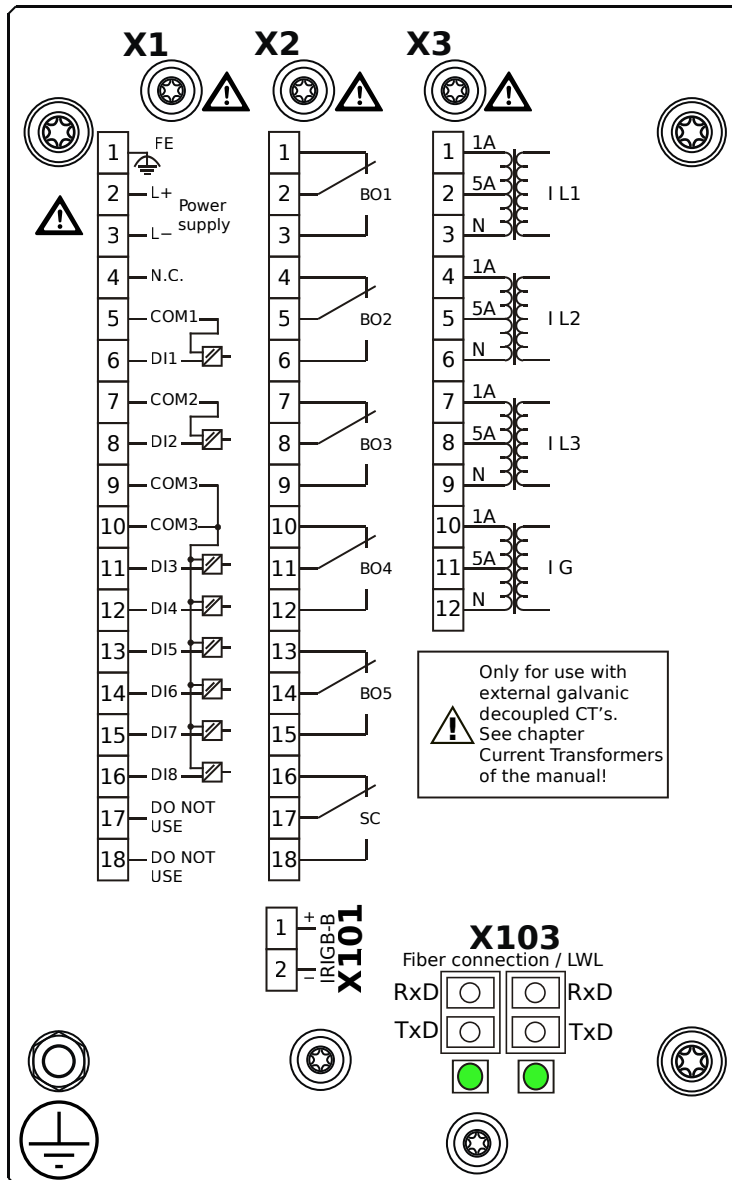 X1 X2 X3
1 FE
2 L+ Power
supply
3 L−
4 N.C.
5 COM1
6 DI1
7 COM2
8 DI2
9 COM3
10 COM3
11 DI3
12 DI4
13 DI5
14 DI6
15 DI7
16 DI8
17 DO NOT
USE
18 DO NOT
USE
1
2 BO1
3
4
5 BO2
6
7
8 BO3
9
10
11 BO4
12
13
14 BO5
15
16
17 SC
18
1 1A
2 5A I L1
3 N
4 1A
5 5A I L2
6 N
7 1A
8 5A I L3
9 N
10 1A
11 5A I G
12 N
Only for use with
external galvanic
decoupled CT's.
See chapter
Current Transformers
of the manual!
1 +
2 −
IRIGB-B
X101
X103
Fiber connection / LWL
RxD RxD
TxD TxD